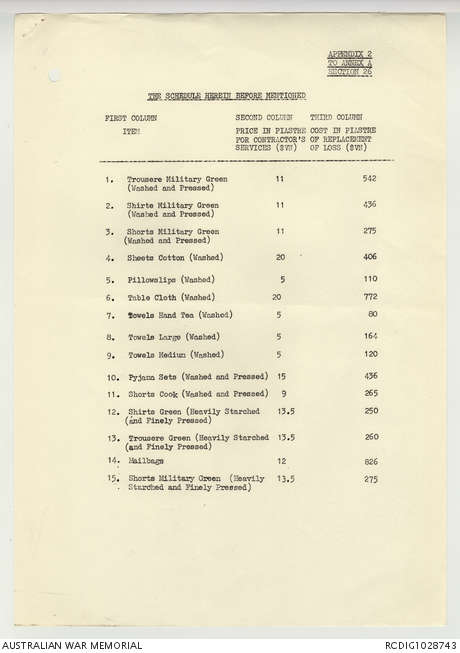 APPENDIX 2
TO ANNEX A
SECTION 26
THE SCHEDULE HEREIN BEFORE MENTIONED
FIRST COLUMN SECOND COLUMN THIRD COLUMN
ITEM PRICE IN PIASTRE COST IN PIASTRE
FOR CONTRACTOR'S OF REPLACEMENT
SERVICES ($VN) OF LOSS ($VN)
1. Trousers Military Green 11 542
(Washed and Pressed)
2. Shirts Military Green 11 436
(Washed and Pressed)
3. Shorts Military Green 11 275
(Washed and Pressed)
4. Sheets Cotton (Washed) 20 406
5. Pillowslips (Washed) 5 110
6. Table Cloth (Washed) 20 772
7. Towels Hand Tea (Washed) 5 80
8. Towels Large (Washed) 5 164
9. Towels Medium (Washed) 5 120
10. Pyjama Sets (Washed and Pressed) 15 436
11. Shorts Cook (Washed and Pressed) 9 265
12. Shirts Green (Heavily Starched 13.5 250
(and Finely Pressed)
13. Trousers Green (Heavily Starched 13.5 260
(and Finely Pressed)
14. Mailbags 12 826
15. Shorts Military Green (Heavily 13.5 275
Starched and Finely Pressed)
AUSTRALIAN WAR MEMORIAL RCDIG1028743